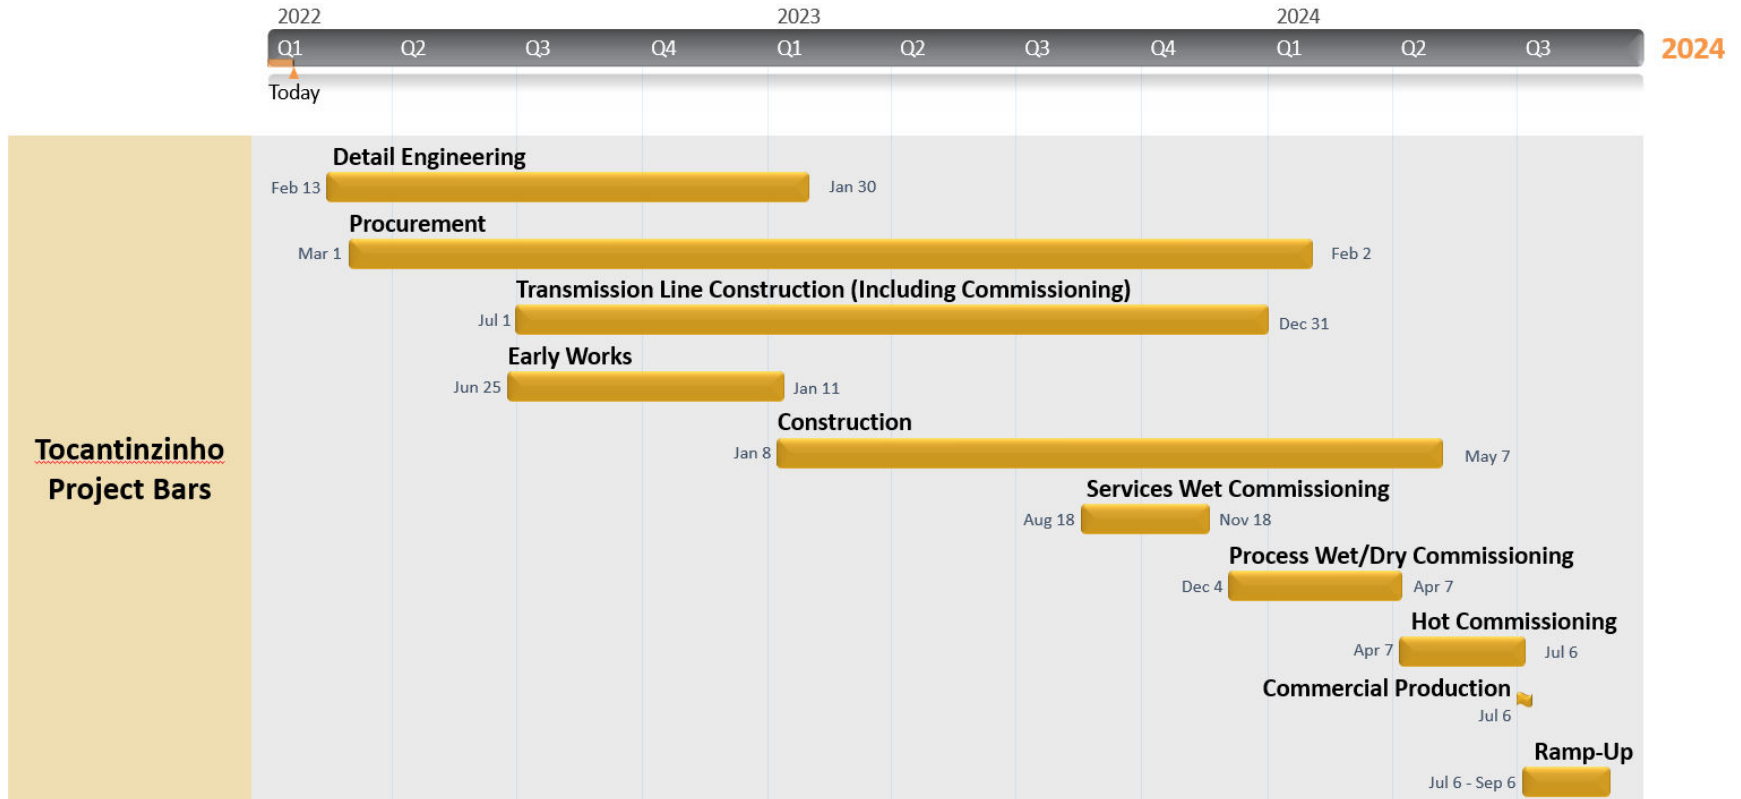 2022 2023 2024
Q1 Q2 Q3 Q4 Q1 Q2 Q3 Q4 Q1 Q2 Q3 2024
Today
Detail Engineering
Feb 13 Jan 30
Procurement
Mar 1 Feb 2
Transmission Line Construction (Including Commissioning)
Jul 1 Dec 31
Early Works
Jun 25 Jan 11
Construction
Jan 8 May 7
Tocantinzinho
Project Bars
Services Wet Commissioning
Aug 18 Nov 18
Process Wet/Dry Commissioning
Dec 4 Apr 7
Hot Commissioning
Apr 7 Jul 6
Commercial Production
Jul 6
Ramp-Up
Jul 6 - Sep 6